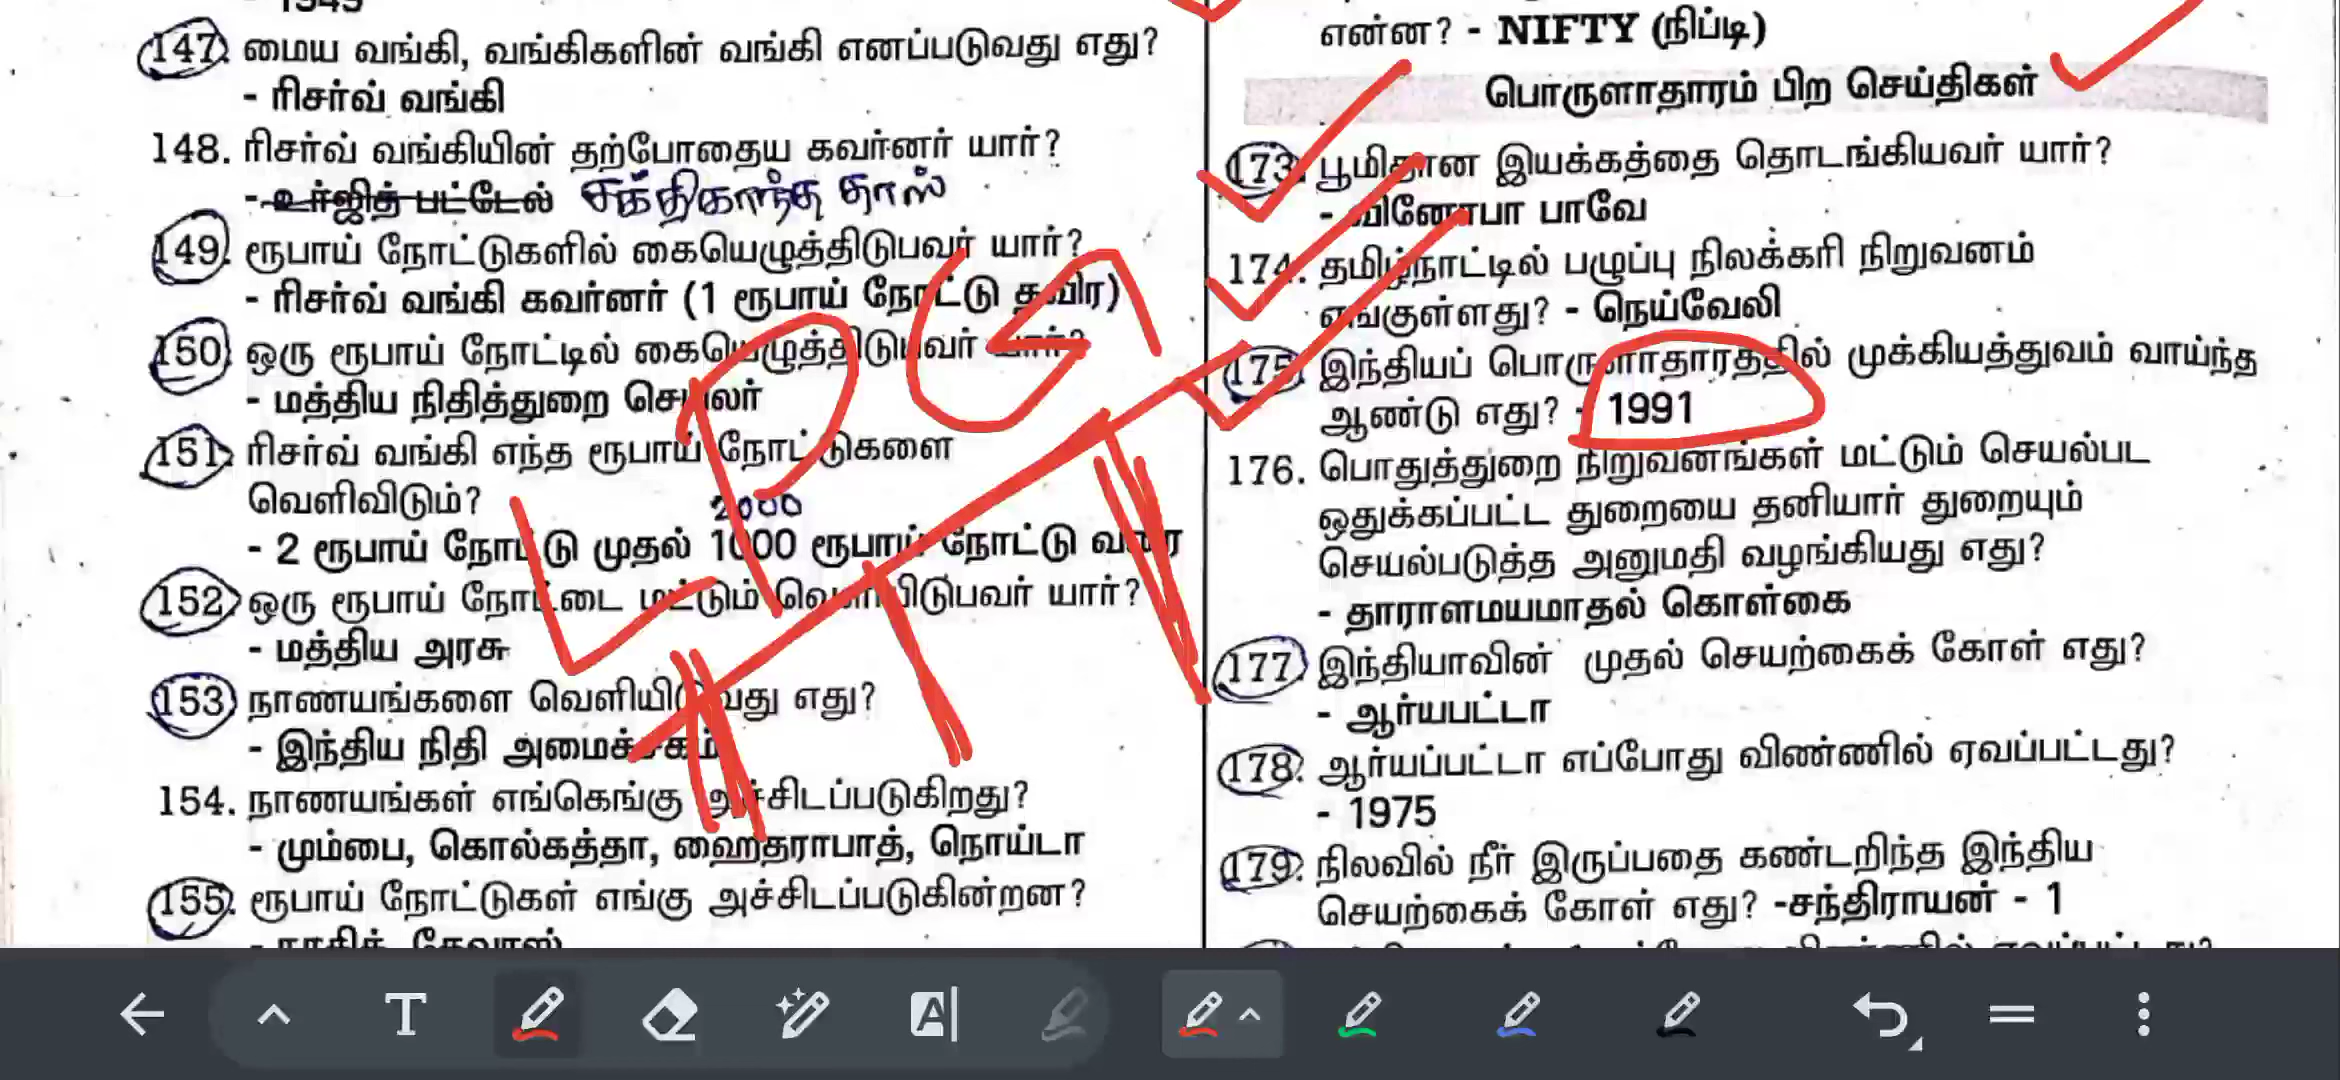 - 1949
147. மைய வங்கி, வங்கிகளின் வங்கி எனப்படுவது எது?
- ரிசர்வ் வங்கி
148. ரிசர்வ் வங்கியின் தற்போதைய கவர்னர் யார்?
- உர்ஜித் பட்டேல் சக்திகாந்த தாஸ்
149. ரூபாய் நோட்டுகளில் கையெழுத்திடுபவர் யார்?
- ரிசர்வ் வங்கி கவர்னர் (1 ரூபாய் நோட்டு தவிர)
150. ஒரு ரூபாய் நோட்டில் கையெழுத்திடுபவர் யார்?
- மத்திய நிதித்துறை செயலர்
151. ரிசர்வ் வங்கி எந்த ரூபாய் நோட்டுகளை
வெளிவிடும்?
2000
- 2 ரூபாய் நோட்டு முதல் 1000 ரூபாய் நோட்டு வரை
152. ஒரு ரூபாய் நோட்டை மட்டும் வெளியிடுபவர் யார்?
- மத்திய அரசு
153. நாணயங்களை வெளியிடுவது எது?
- இந்திய நிதி அமைச்சகம்
154. நாணயங்கள் எங்கெங்கு அச்சிடப்படுகிறது?
- மும்பை, கொல்கத்தா, ஹைதராபாத், நொய்டா
155. ரூபாய் நோட்டுகள் எங்கு அச்சிடப்படுகின்றன?
- நாசிக், தேவாஸ்
LPG
என்ன? - NIFTY (நிப்டி)
பொருளாதாரம் பிற செய்திகள்
173. பூமிதான இயக்கத்தை தொடங்கியவர் யார்?
- வினோபா பாவே
174. தமிழ்நாட்டில் பழுப்பு நிலக்கரி நிறுவனம்
எங்குள்ளது? - நெய்வேலி
175. இந்தியப் பொருளாதாரத்தில் முக்கியத்துவம் வாய்ந்த
ஆண்டு எது? - 1991
176. பொதுத்துறை நிறுவனங்கள் மட்டும் செயல்பட
ஒதுக்கப்பட்ட துறையை தனியார் துறையும்
செயல்படுத்த அனுமதி வழங்கியது எது?
- தாராளமயமாதல் கொள்கை
177. இந்தியாவின் முதல் செயற்கைக் கோள் எது?
- ஆர்யபட்டா
178. ஆர்யப்பட்டா எப்போது விண்ணில் ஏவப்பட்டது?
- 1975
179. நிலவில் நீர் இருப்பதை கண்டறிந்த இந்திய
செயற்கைக் கோள் எது? -சந்திராயன் - 1